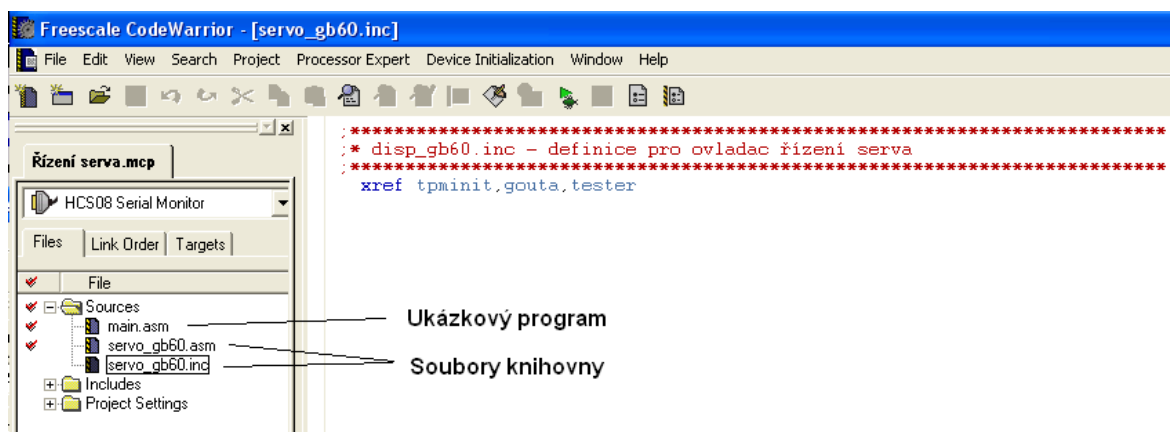 Freescale CodeWarrior - [servo_gb60.inc]
File Edit View Search Project Processor Expert Device Initialization Window Help
;*************************************************************************
;* disp_gb60.inc - definice pro ovladac řízení serva
;*************************************************************************
xref tpminit,gouta,tester
Řízení serva.mcp
HCS08 Serial Monitor
Files Link Order Targets
File
Sources
main.asm
servo_gb60.asm
servo_gb60.inc
Includes
Project Settings
Ukázkový program
Soubory knihovny